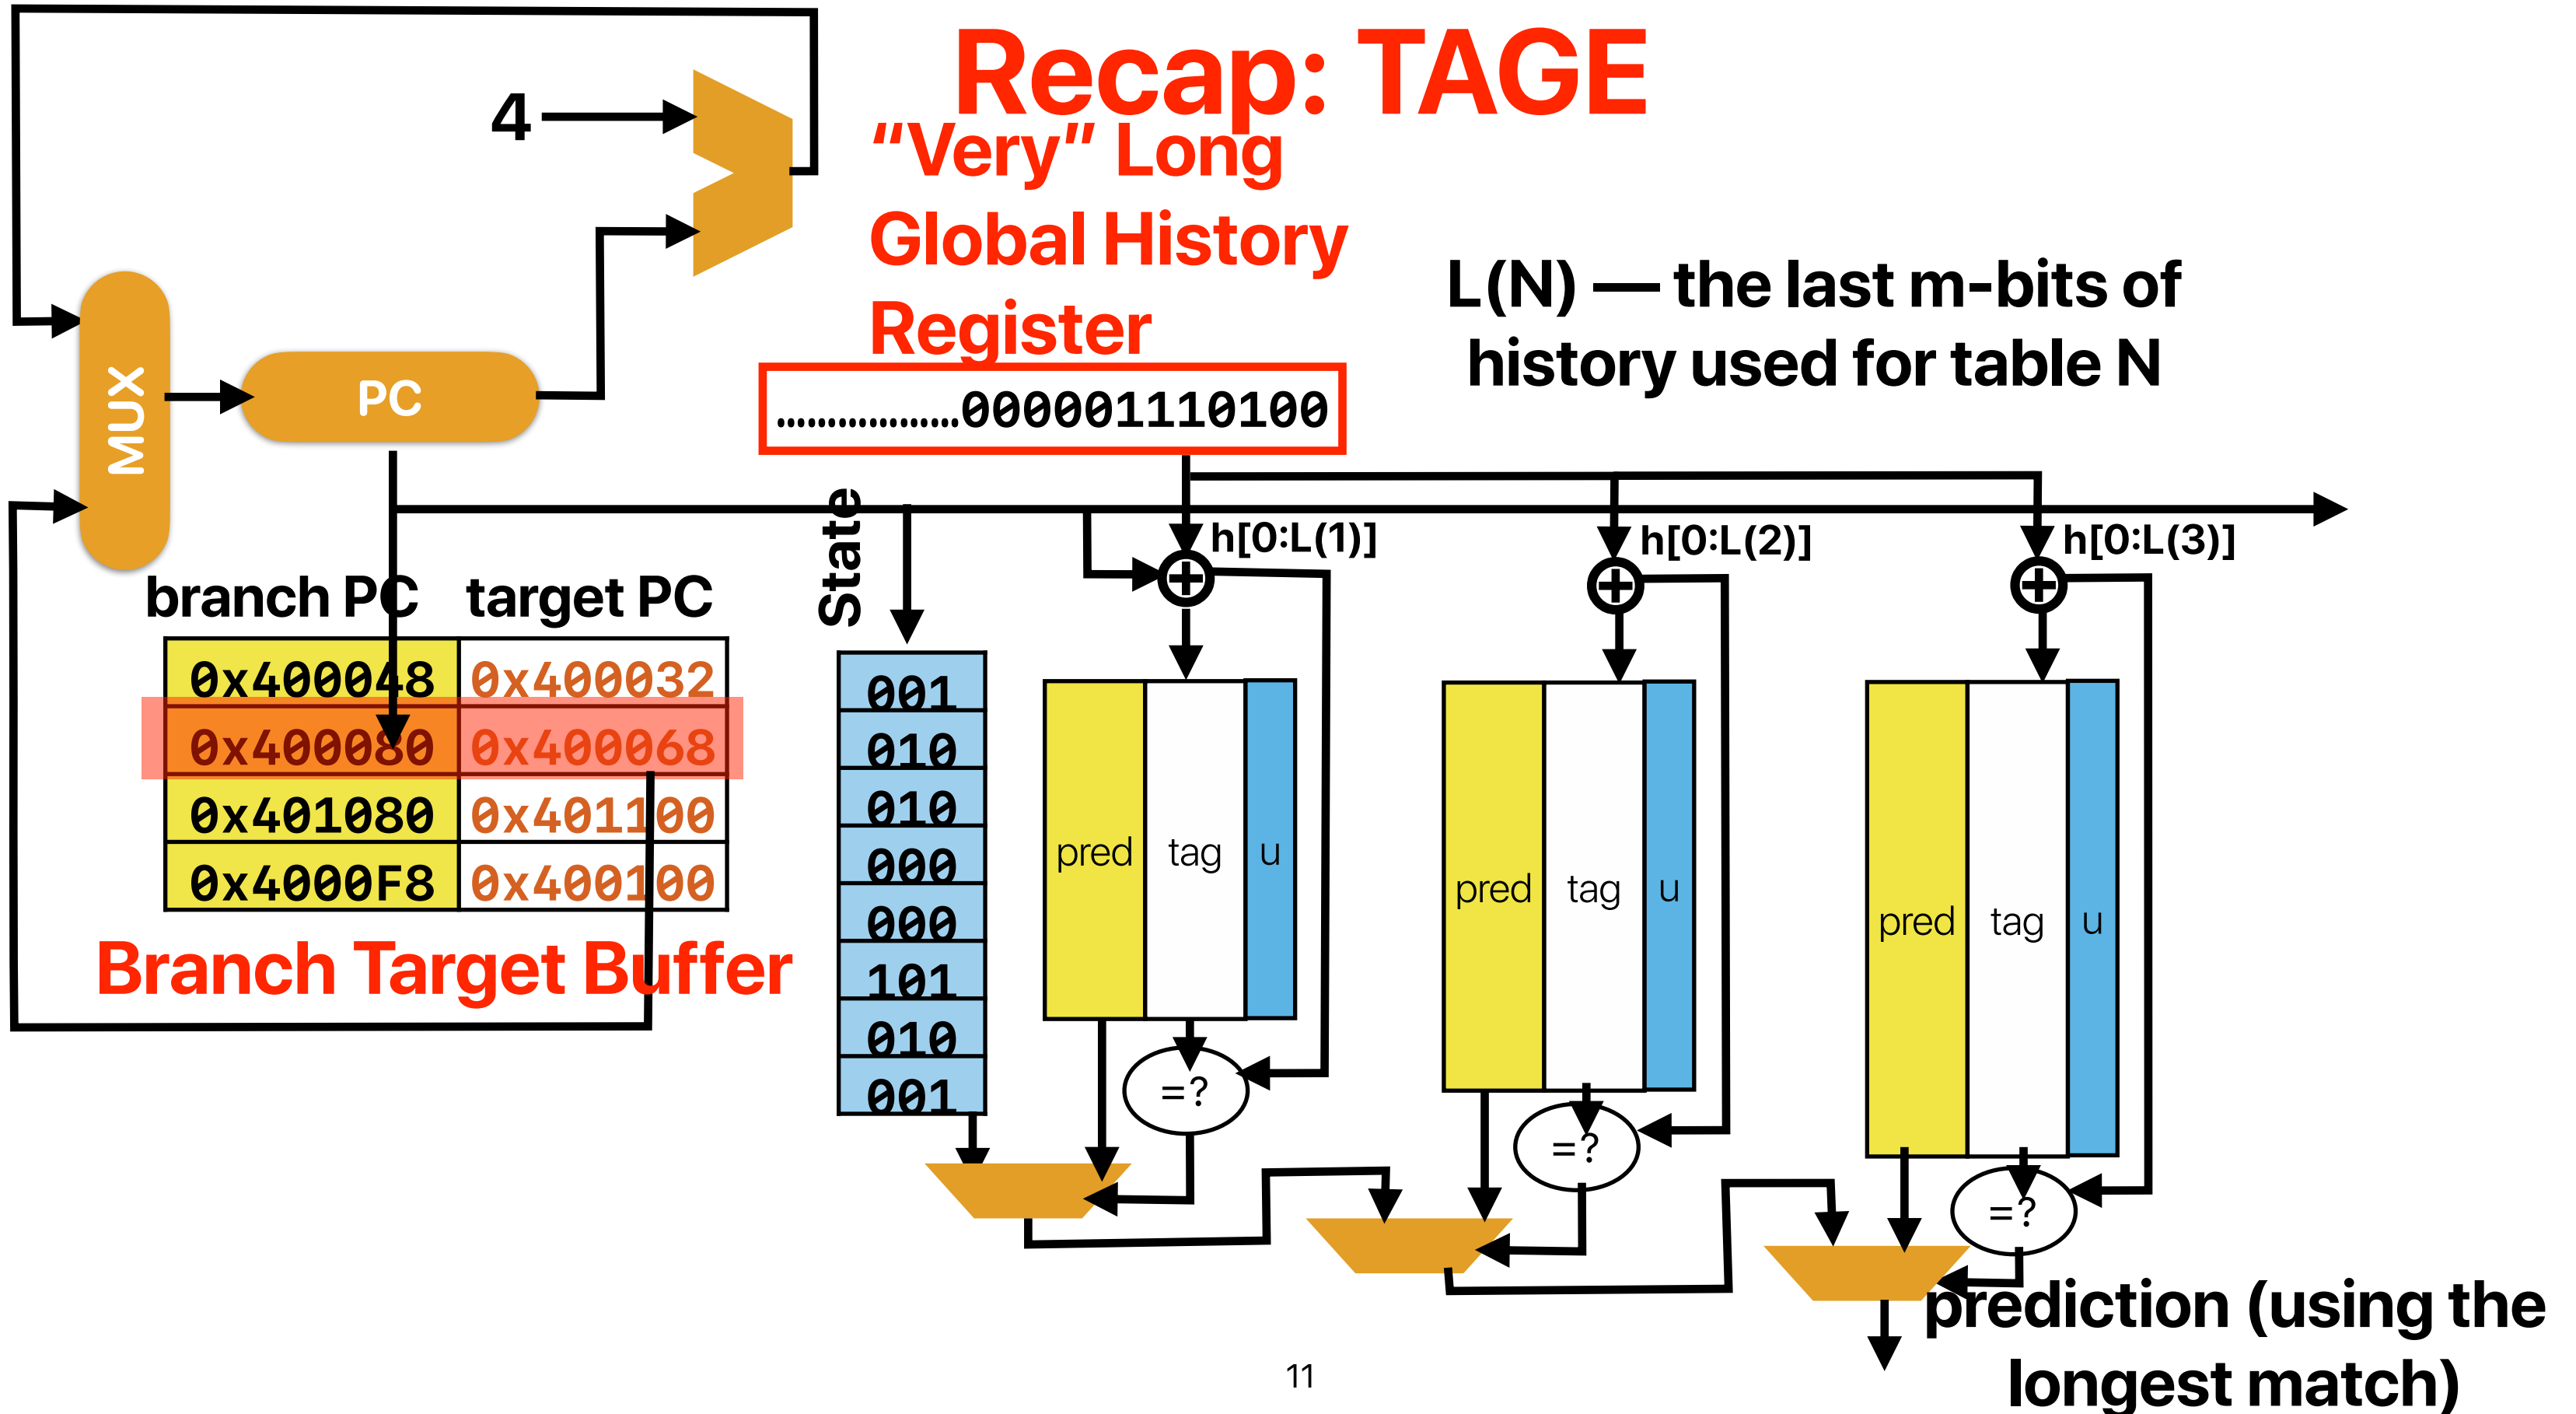 Recap: TAGE
4
“Very” Long
Global History
Register
L(N) — the last m-bits of
history used for table N
MUX
PC
..................000001110100
State
h[0:L(1)]
h[0:L(2)]
h[0:L(3)]
branch PC target PC
0x400048 0x400032
0x400080 0x400068
0x401080 0x401100
0x4000F8 0x400100
Branch Target Buffer
001
010
010
000
000
101
010
001
pred tag u
pred tag u
pred tag u
=?
=?
=?
prediction (using the
longest match)
11